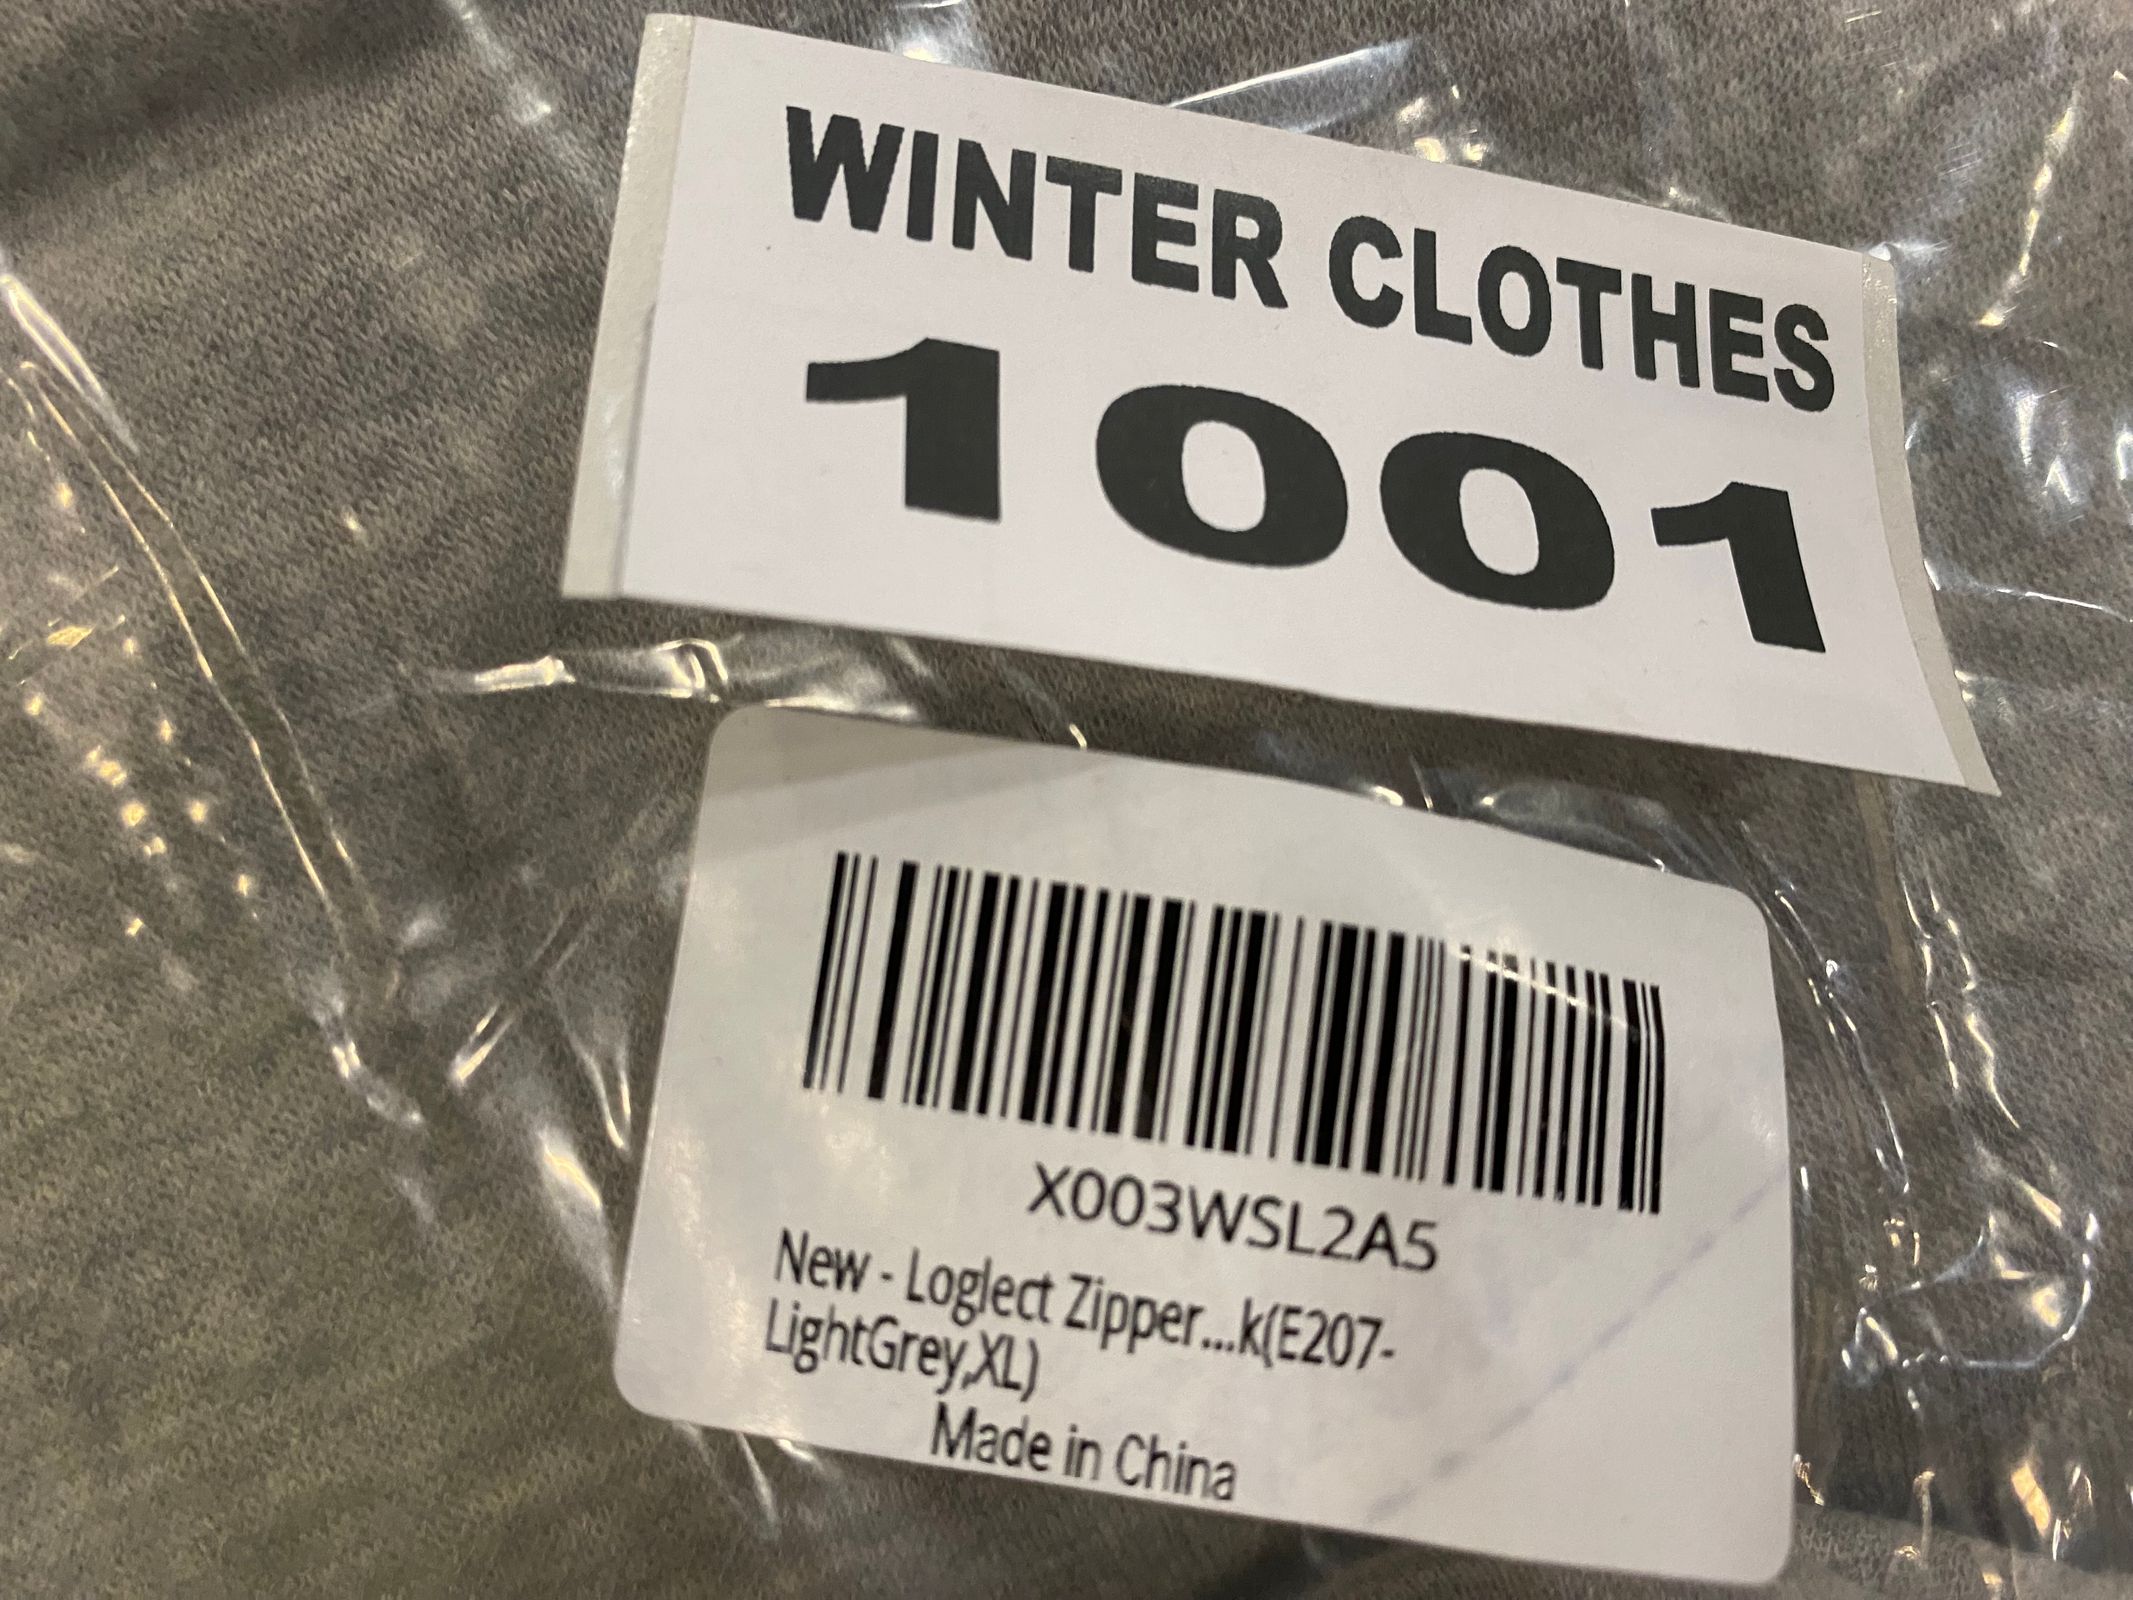 WINTER CLOTHES
1001
X003WSL2A5
New - Loglect Zipper...k(E207-
LightGrey,XL)
Made in China